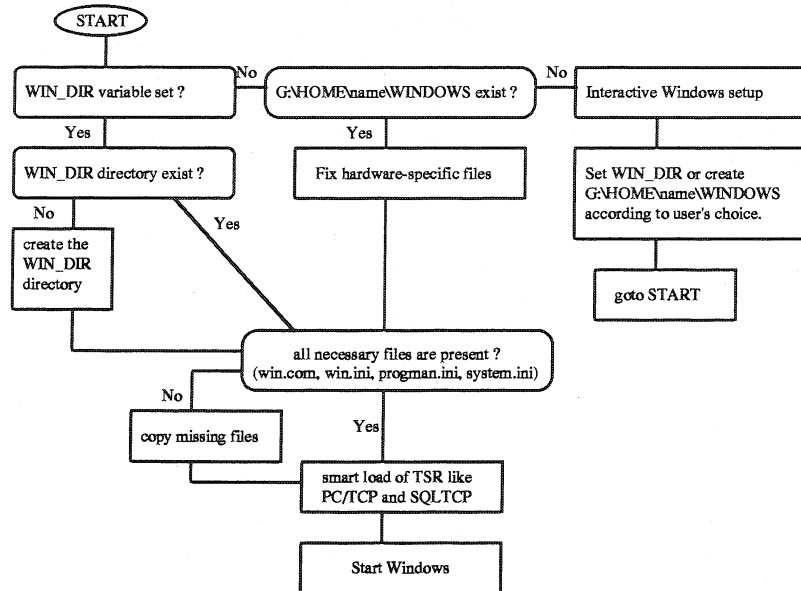 START
WIN_DIR variable set ?
No
G:\HOME\name\WINDOWS exist ?
No
Interactive Windows setup
Yes
Yes
WIN_DIR directory exist ?
Fix hardware-specific files
Set WIN_DIR or create
G:\HOME\name\WINDOWS
according to user's choice.
No
Yes
create the
WIN_DIR
directory
goto START
all necessary files are present ?
(win.com, win.ini, progman.ini, system.ini)
No
Yes
copy missing files
smart load of TSR like
PC/TCP and SQLTCP
Start Windows